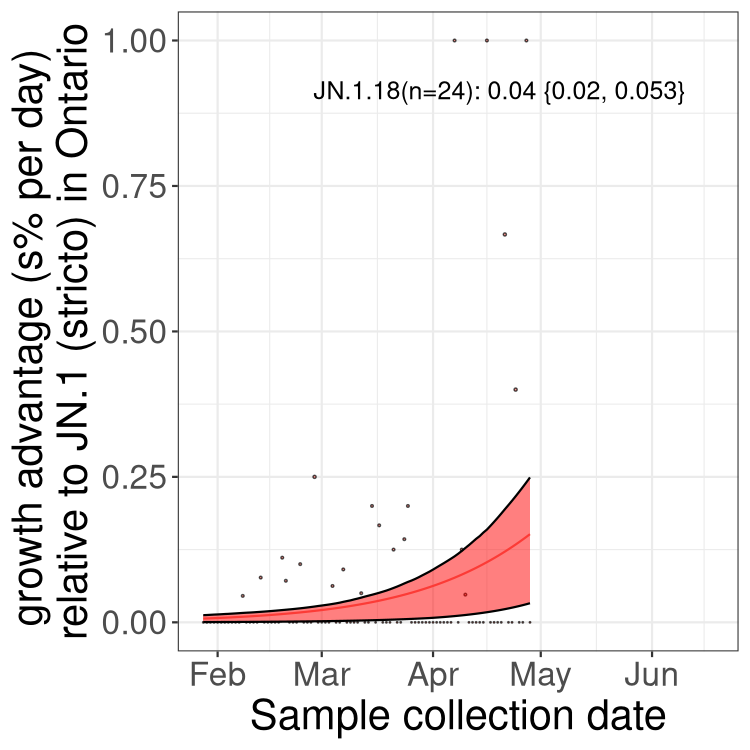 growth advantage (s% per day)
relative to JN.1 (stricto) in Ontario
1.00
0.75
0.50
0.25
0.00
JN.1.18(n=24): 0.04 {0.02, 0.053}
Feb Mar Apr May Jun
Sample collection date